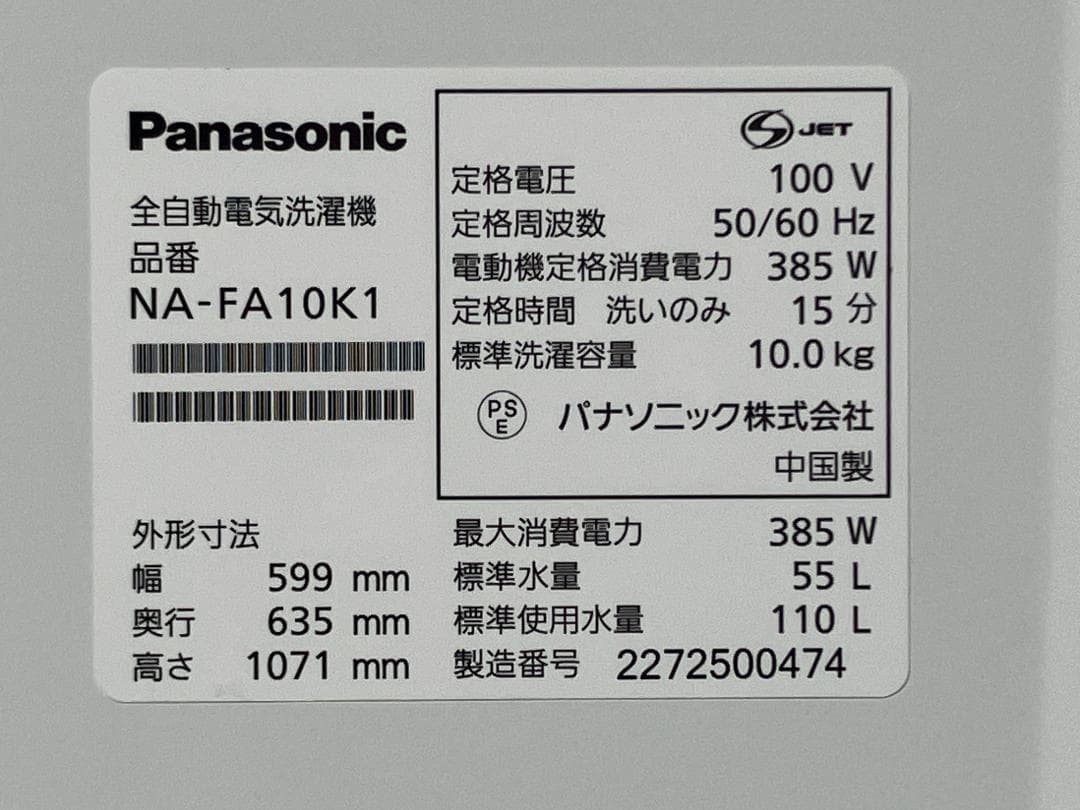 Panasonic
全自動電気洗濯機
品番
NA-FA10K1
JET
定格電圧 100 V
定格周波数 50/60 Hz
電動機定格消費電力 385 W
定格時間 洗いのみ 15 分
標準洗濯容量 10.0 kg
PS
E
パナソニック株式会社
中国製
外形寸法
幅 599 mm
奥行 635 mm
高さ 1071 mm
最大消費電力 385 W
標準水量 55 L
標準使用水量 110 L
製造番号 2272500474